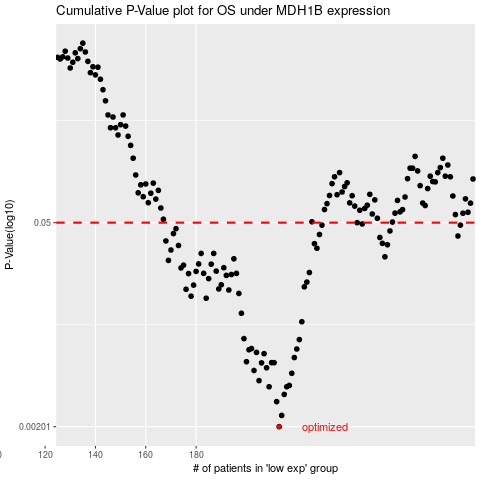 Cumulative P-Value plot for OS under MDH1B expression
P-Value(log10)
0.05
0.00201
optimized
0
120
140
160
180
# of patients in 'low exp' group